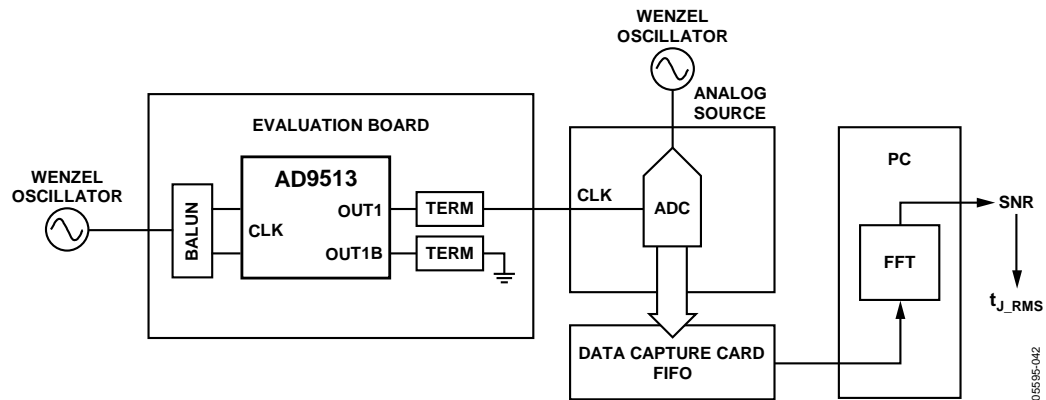 WENZEL
OSCILLATOR
ANALOG
SOURCE
EVALUATION BOARD
PC
WENZEL
OSCILLATOR
BALUN
AD9513
CLK
OUT1
OUT1B
TERM
TERM
CLK
ADC
FFT
SNR
tJ_RMS
DATA CAPTURE CARD
FIFO
05595-042